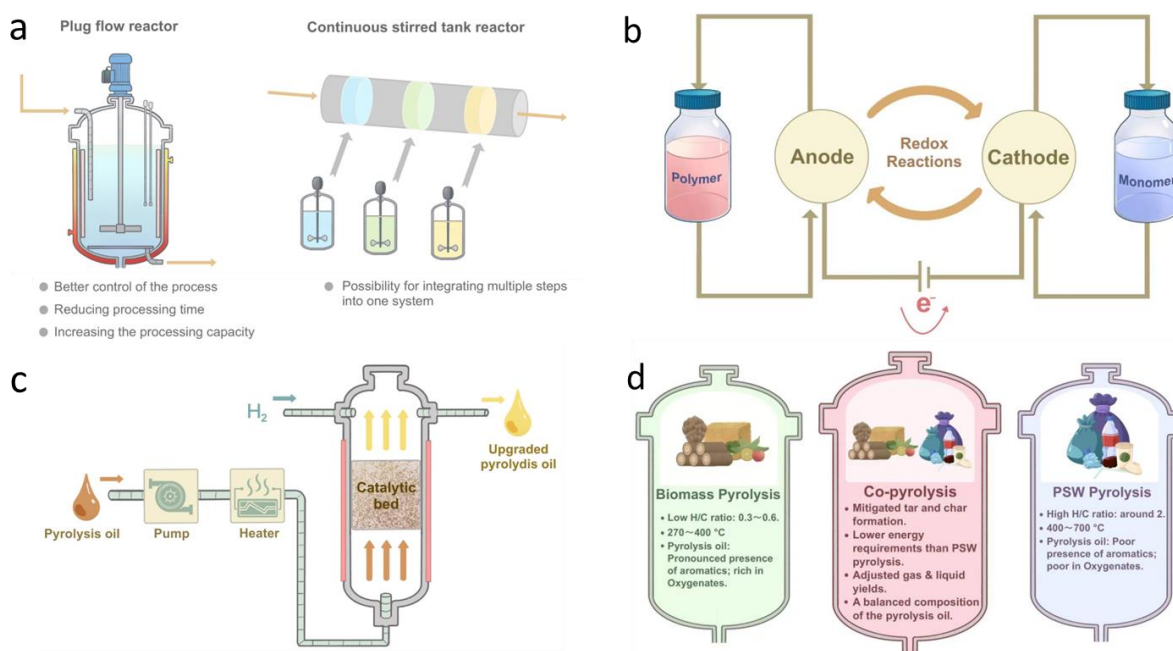 a
Plug flow reactor
Continuous stirred tank reactor
Better control of the process
Reducing processing time
Increasing the processing capacity
Possibility for integrating multiple steps
into one system
b
Polymer
Anode
Redox
Reactions
Cathode
Monomer
e⁻
c
H₂
Upgraded
pyrolydis oil
Catalytic
bed
Pyrolysis oil
Pump
Heater
d
Biomass Pyrolysis
Low H/C ratio: 0.3~0.6.
270~400 °C
Pyrolysis oil:
Pronounced presence
of aromatics; rich in
Oxygenates.
Co-pyrolysis
Mitigated tar and char
formation.
Lower energy
requirements than PSW
pyrolysis.
Adjusted gas & liquid
yields.
A balanced composition
of the pyrolysis oil.
PSW Pyrolysis
High H/C ratio: around 2.
400~700 °C
Pyrolysis oil: Poor
presence of aromatics;
poor in Oxygenates.